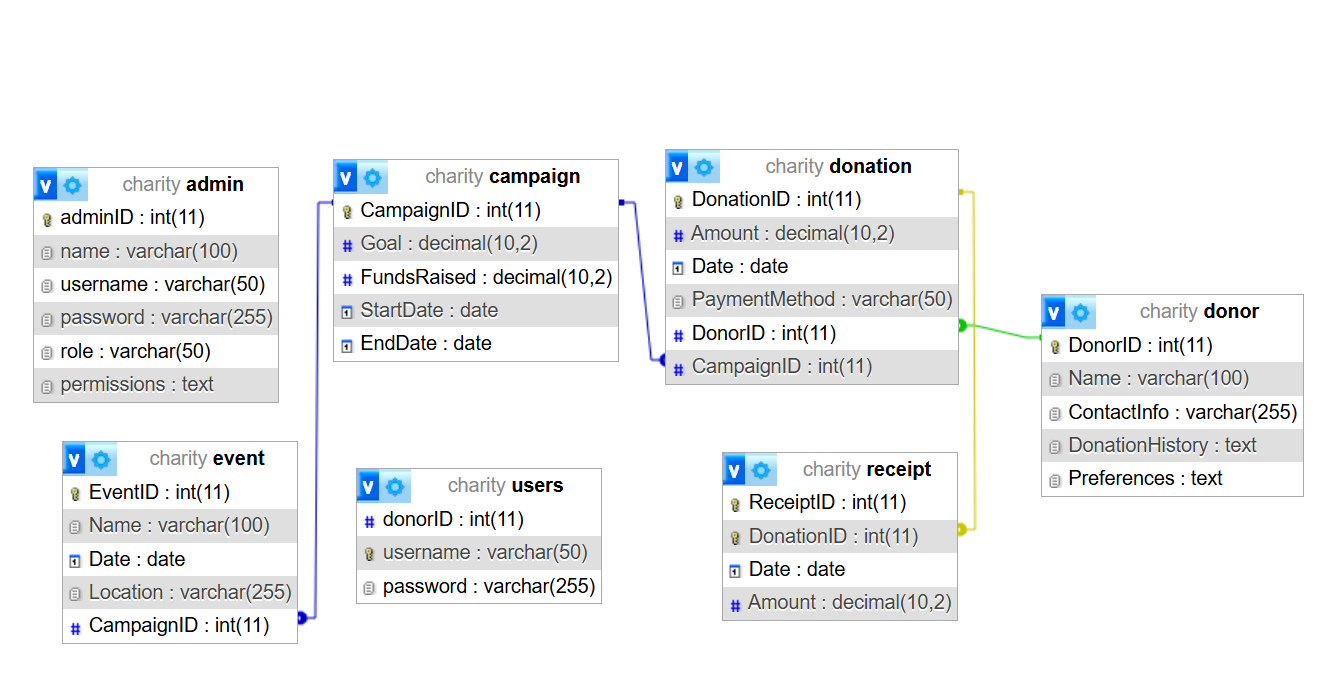 v charity admin
adminID : int(11)
name : varchar(100)
username : varchar(50)
password : varchar(255)
role : varchar(50)
permissions : text
v charity campaign
CampaignID : int(11)
# Goal : decimal(10,2)
# FundsRaised : decimal(10,2)
StartDate : date
EndDate : date
v charity donation
DonationID : int(11)
# Amount : decimal(10,2)
Date : date
PaymentMethod : varchar(50)
# DonorID : int(11)
# CampaignID : int(11)
v charity donor
DonorID : int(11)
Name : varchar(100)
ContactInfo : varchar(255)
DonationHistory : text
Preferences : text
v charity event
EventID : int(11)
Name : varchar(100)
Date : date
Location : varchar(255)
# CampaignID : int(11)
v charity users
# donorID : int(11)
username : varchar(50)
password : varchar(255)
v charity receipt
ReceiptID : int(11)
DonationID : int(11)
Date : date
# Amount : decimal(10,2)